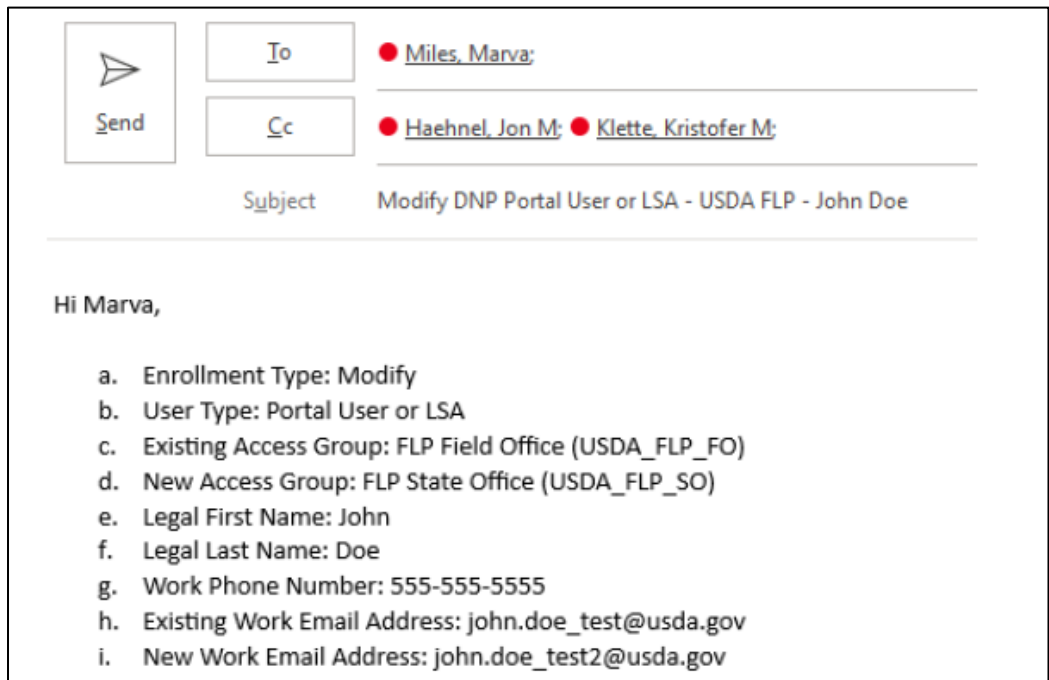 To
Miles, Marva;
Send
Cc
Haehnel, Jon M; Klette, Kristofer M;
Subject
Modify DNP Portal User or LSA - USDA FLP - John Doe
Hi Marva,
a. Enrollment Type: Modify
b. User Type: Portal User or LSA
c. Existing Access Group: FLP Field Office (USDA_FLP_FO)
d. New Access Group: FLP State Office (USDA_FLP_SO)
e. Legal First Name: John
f. Legal Last Name: Doe
g. Work Phone Number: 555-555-5555
h. Existing Work Email Address: john.doe_test@usda.gov
i. New Work Email Address: john.doe_test2@usda.gov